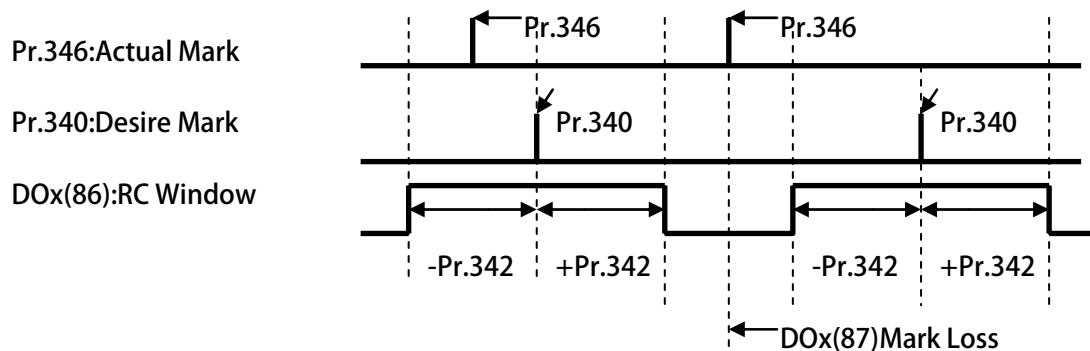 Pr.346 Pr.346
Pr.346:Actual Mark
Pr.340:Desire Mark Pr.340 Pr.340
DOx(86):RC Window
-Pr.342 +Pr.342 -Pr.342 +Pr.342
DOx(87)Mark Loss